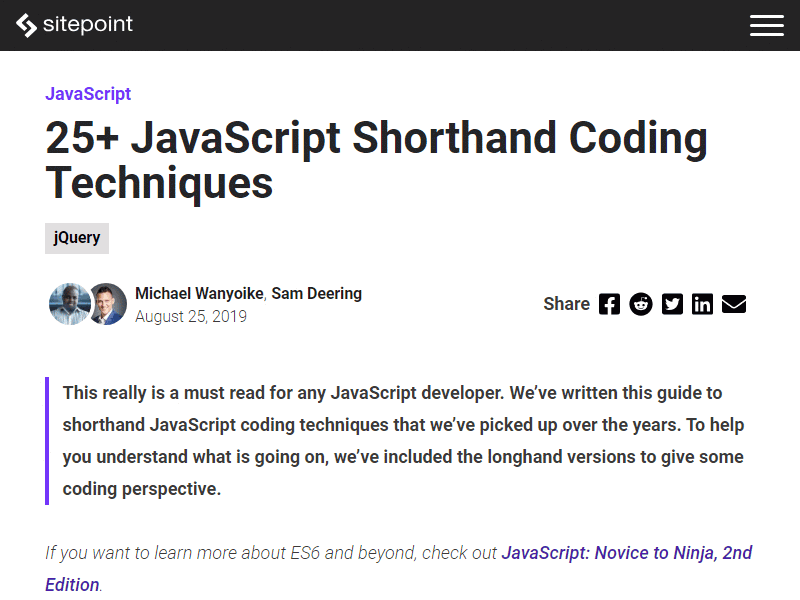 sitepoint
JavaScript
25+ JavaScript Shorthand Coding
Techniques
jQuery
Michael Wanyoike, Sam Deering
August 25, 2019
Share
This really is a must read for any JavaScript developer. We’ve written this guide to
shorthand JavaScript coding techniques that we’ve picked up over the years. To help
you understand what is going on, we’ve included the longhand versions to give some
coding perspective.
If you want to learn more about ES6 and beyond, check out JavaScript: Novice to Ninja, 2nd
Edition.